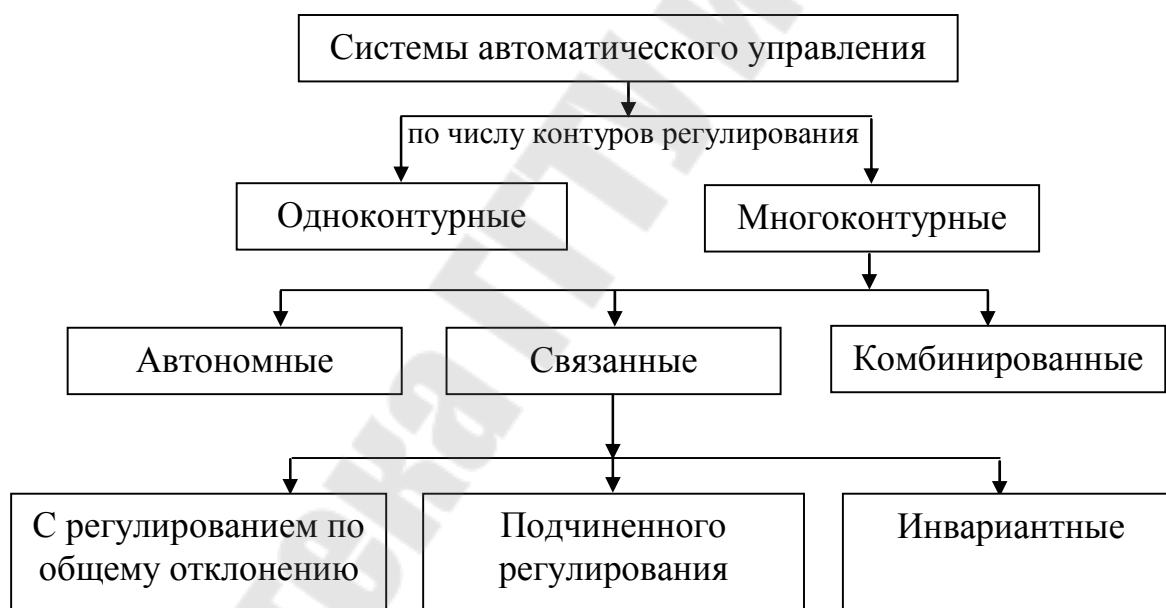 Системы автоматического управления
по числу контуров регулирования
Одноконтурные
Многоконтурные
Автономные
Связанные
Комбинированные
С регулированием по
общему отклонению
Подчиненного
регулирования
Инвариантные